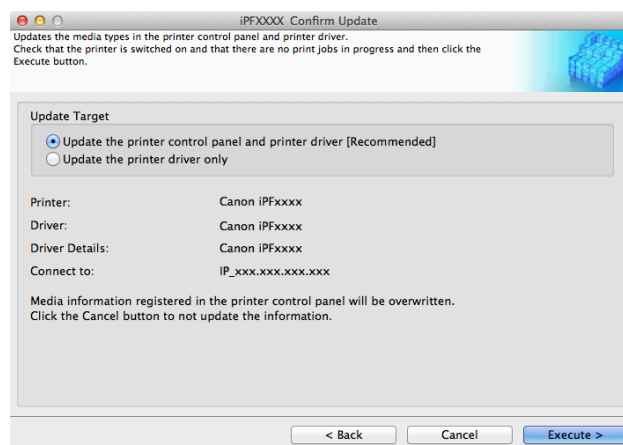 iPFXXXX Confirm Update
Updates the media types in the printer control panel and printer driver.
Check that the printer is switched on and that there are no print jobs in progress and then click the
Execute button.
Update Target
Update the printer control panel and printer driver [Recommended]
Update the printer driver only
Printer: Canon iPFxxxx
Driver: Canon iPFxxxx
Driver Details: Canon iPFxxxx
Connect to: IP_xxx.xxx.xxx.xxx
Media information registered in the printer control panel will be overwritten.
Click the Cancel button to not update the information.
< Back Cancel Execute >